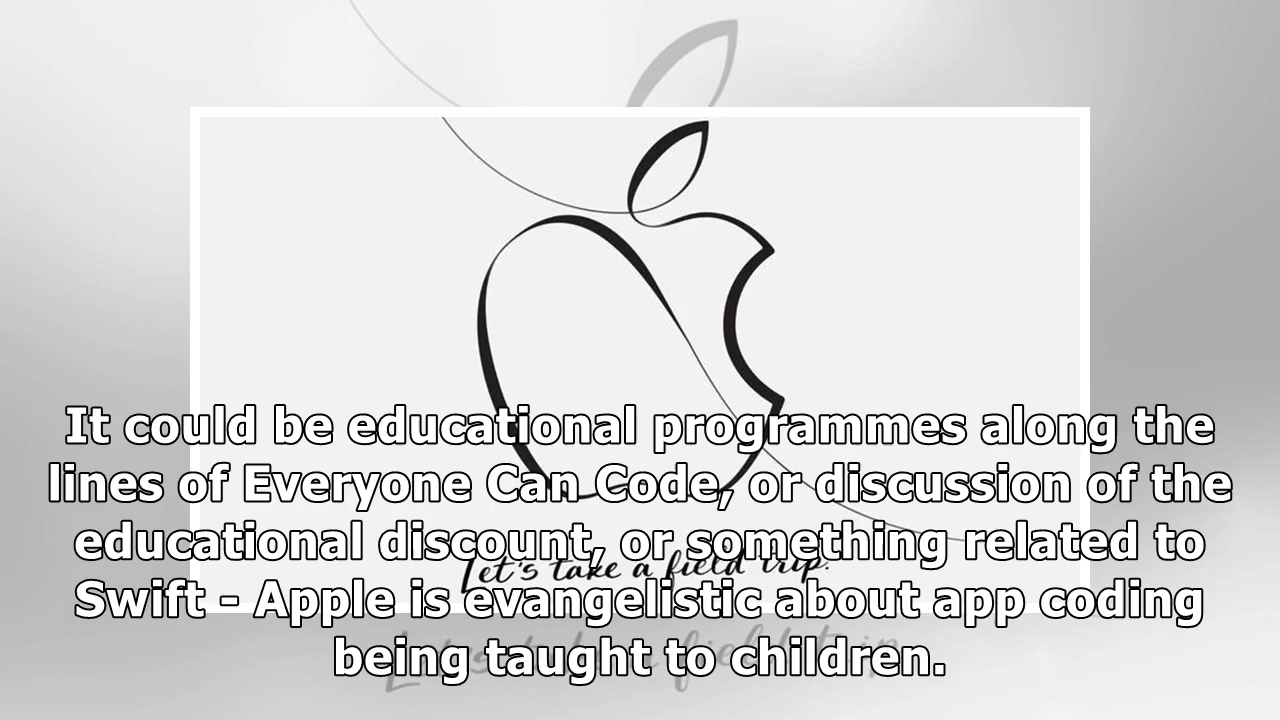 It could be educational programmes along the
lines of Everyone Can Code, or discussion of the
educational discount, or something related to
Let's take a field trip.
Swift - Apple is evangelistic about app coding
being taught to children.